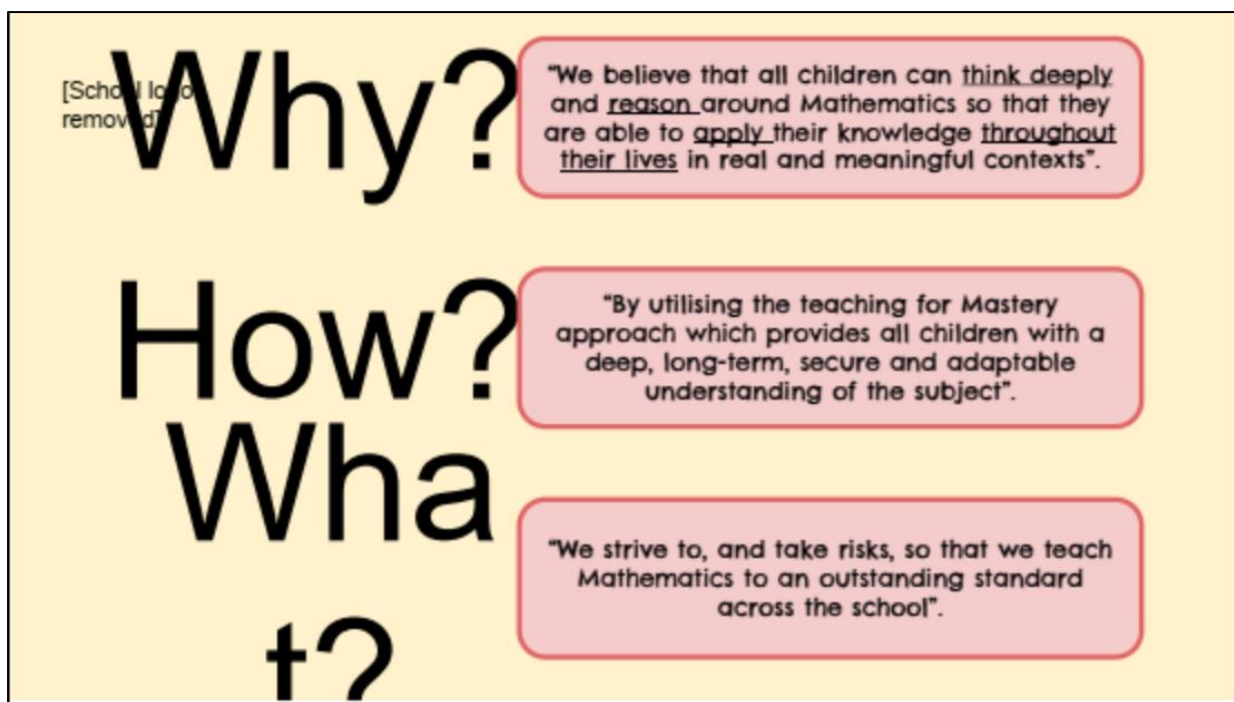 [School logo
removed]
Why?
“We believe that all children can think deeply
and reason around Mathematics so that they
are able to apply their knowledge throughout
their lives in real and meaningful contexts”.
How?
“By utilising the teaching for Mastery
approach which provides all children with a
deep, long-term, secure and adaptable
understanding of the subject”.
Wha
t?
“We strive to, and take risks, so that we teach
Mathematics to an outstanding standard
across the school”.